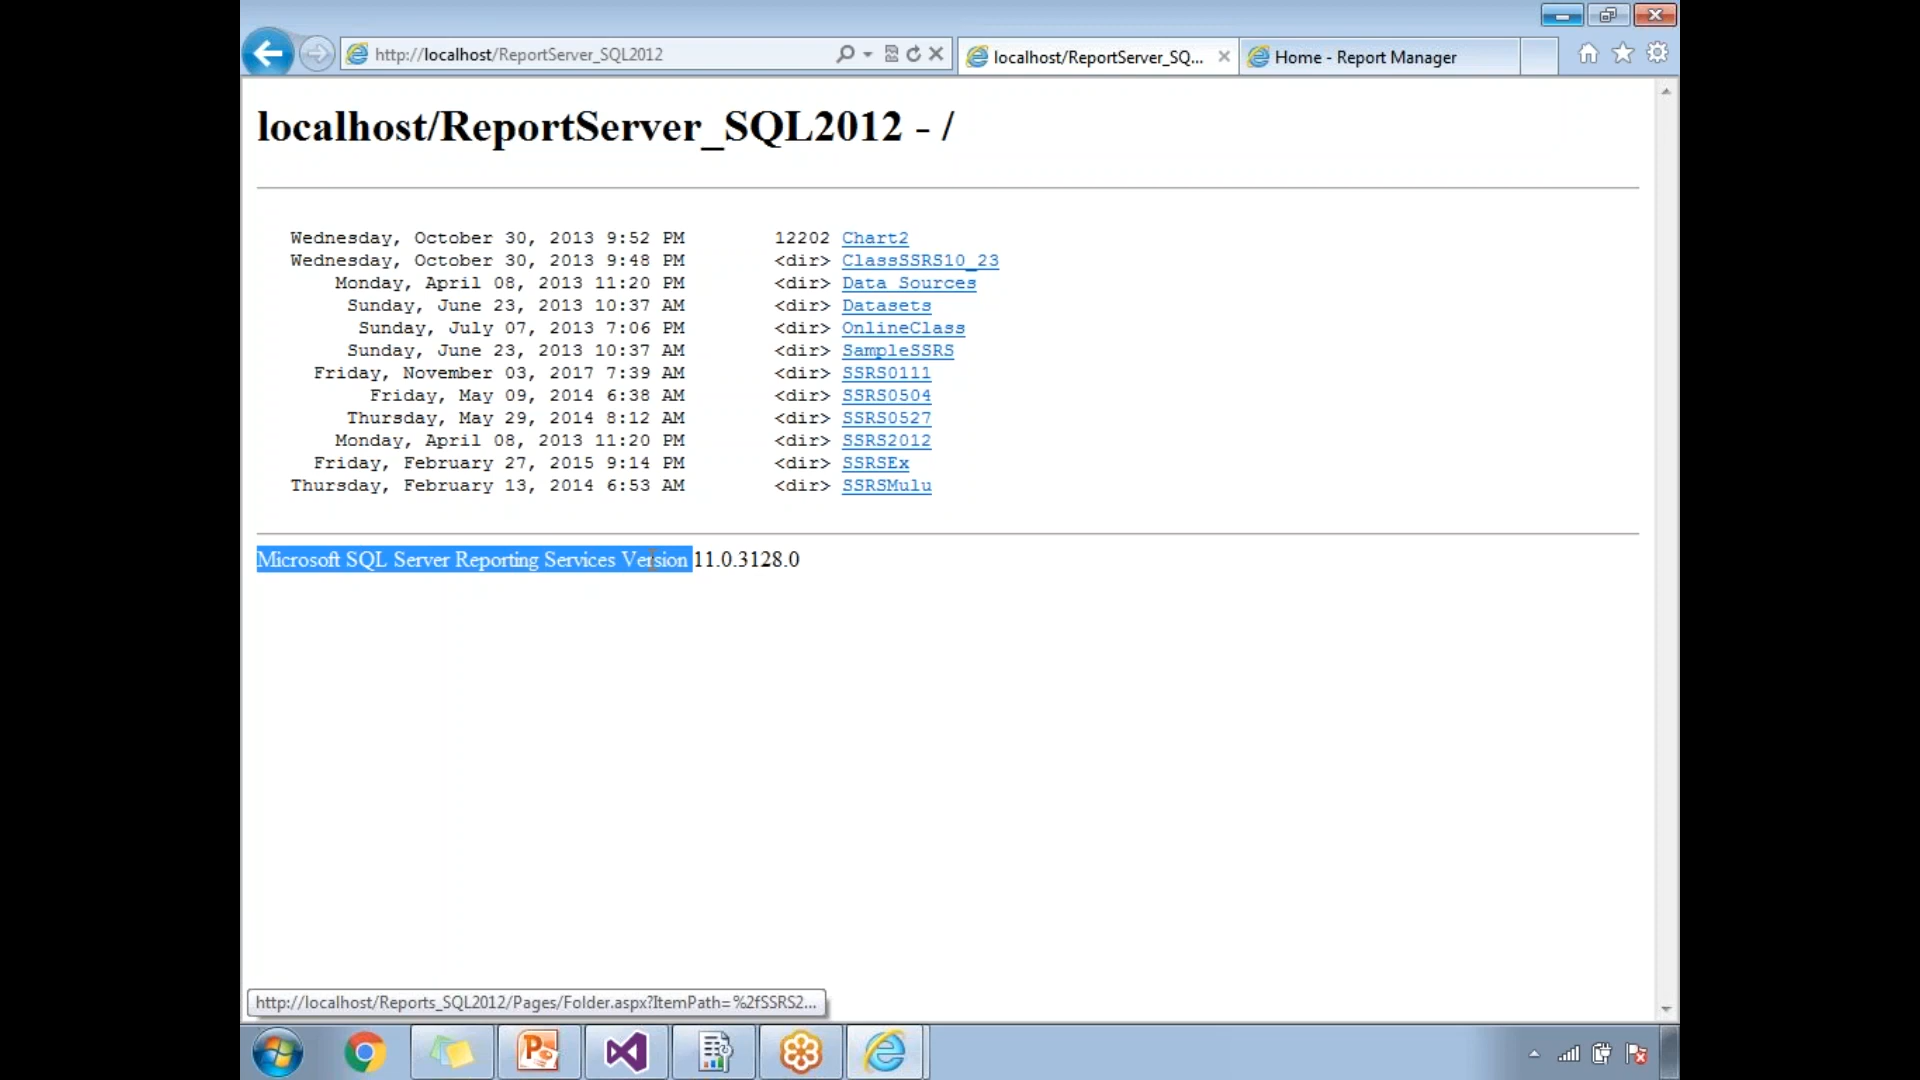 http://localhost/ReportServer_SQL2012
localhost/ReportServer_SQ...
Home - Report Manager
localhost/ReportServer_SQL2012 - /
Wednesday, October 30, 2013 9:52 PM 12202 Chart2
Wednesday, October 30, 2013 9:48 PM <dir> ClassSSRS10_23
Monday, April 08, 2013 11:20 PM <dir> Data Sources
Sunday, June 23, 2013 10:37 AM <dir> Datasets
Sunday, July 07, 2013 7:06 PM <dir> OnlineClass
Sunday, June 23, 2013 10:37 AM <dir> SampleSSRS
Friday, November 03, 2017 7:39 AM <dir> SSRS0111
Friday, May 09, 2014 6:38 AM <dir> SSRS0504
Thursday, May 29, 2014 8:12 AM <dir> SSRS0527
Monday, April 08, 2013 11:20 PM <dir> SSRS2012
Friday, February 27, 2015 9:14 PM <dir> SSRSEx
Thursday, February 13, 2014 6:53 AM <dir> SSRSMulu
Microsoft SQL Server Reporting Services Version 11.0.3128.0
http://localhost/Reports_SQL2012/Pages/Folder.aspx?ItemPath=%2fSSRS2...